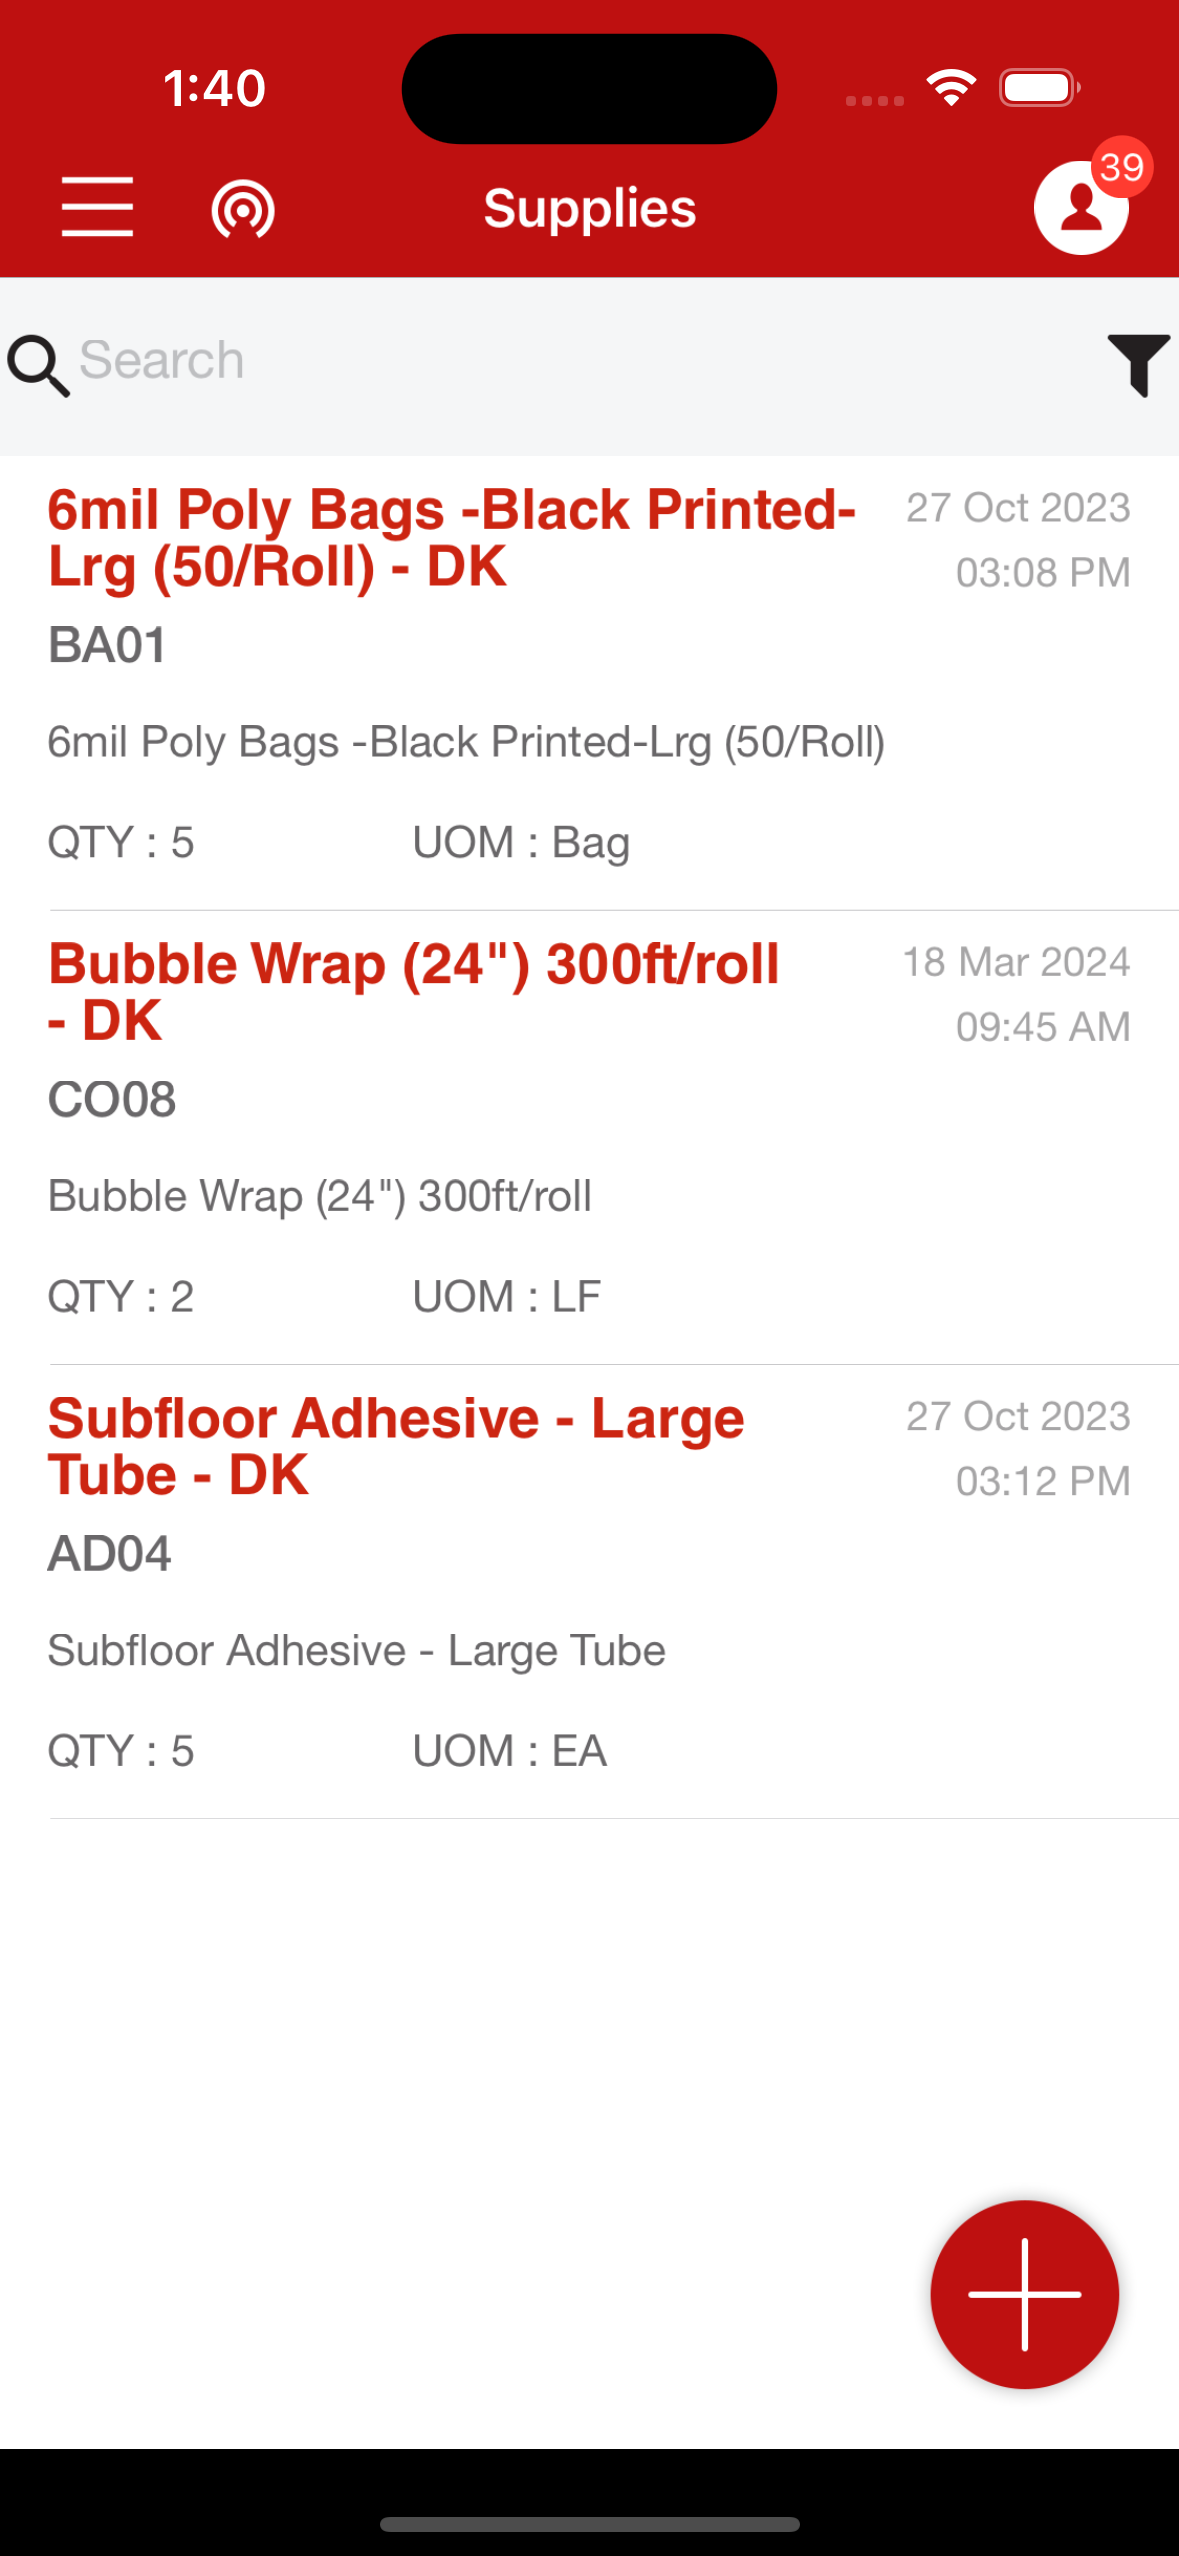 1:40
39
Supplies
Search
6mil Poly Bags -Black Printed-
Lrg (50/Roll) - DK
27 Oct 2023
03:08 PM
BA01
6mil Poly Bags -Black Printed-Lrg (50/Roll)
QTY : 5 UOM : Bag
Bubble Wrap (24") 300ft/roll
- DK
18 Mar 2024
09:45 AM
CO08
Bubble Wrap (24") 300ft/roll
QTY : 2 UOM : LF
Subfloor Adhesive - Large
Tube - DK
27 Oct 2023
03:12 PM
AD04
Subfloor Adhesive - Large Tube
QTY : 5 UOM : EA